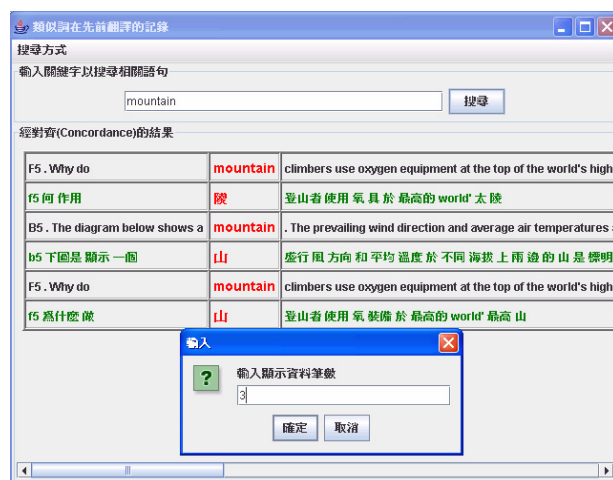 類似詞在先前翻譯的記錄
搜尋方式
輸入關鍵字以搜尋相關語句
mountain 搜尋
經對齊(Concordance)的結果
F5 . Why do mountain climbers use oxygen equipment at the top of the world's high
f5 何 作用 陵 登山者 使用 氧 具 於 最高的 world' 太 陵
B5 . The diagram below shows a mountain . The prevailing wind direction and average air temperatures
b5 下圖是 顯示 一個 山 盛行 風 方向 和 平均 溫度 於 不同 海拔 上 兩 邊 的 山 是 標明
F5 . Why do mountain climbers use oxygen equipment at the top of the world's high
f5 爲什麼 做 山 登山者 使用 氧 裝備 於 最高的 world' 最高 山
輸入
輸入顯示資料筆數
3
確定 取消